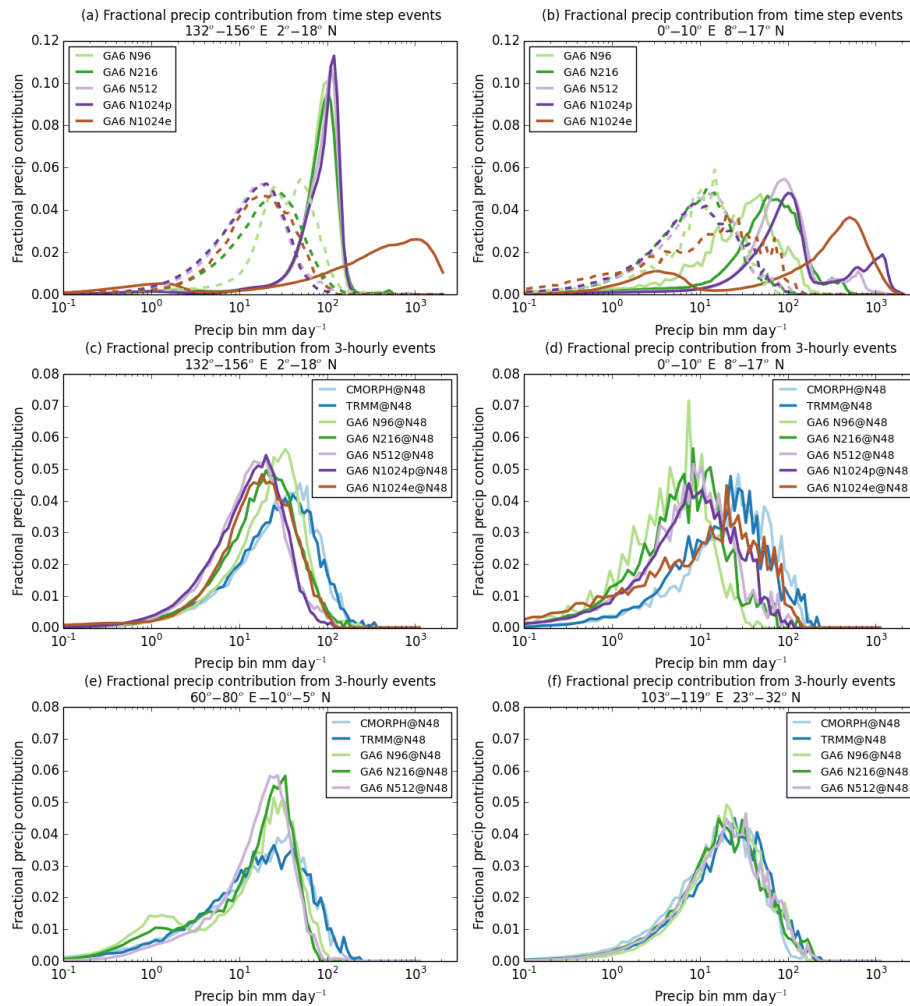 (a) Fractional precip contribution from time step events
132°−156° E 2°−18° N
0.12
0.10
0.08
0.06
0.04
0.02
0.00
Fractional precip contribution
GA6 N96
GA6 N216
GA6 N512
GA6 N1024p
GA6 N1024e
10⁻¹ 10⁰ 10¹ 10² 10³
Precip bin mm day⁻¹
(b) Fractional precip contribution from time step events
0°−10° E 8°−17° N
0.12
0.10
0.08
0.06
0.04
0.02
0.00
Fractional precip contribution
GA6 N96
GA6 N216
GA6 N512
GA6 N1024p
GA6 N1024e
10⁻¹ 10⁰ 10¹ 10² 10³
Precip bin mm day⁻¹
(c) Fractional precip contribution from 3-hourly events
132°−156° E 2°−18° N
0.08
0.07
0.06
0.05
0.04
0.03
0.02
0.01
0.00
Fractional precip contribution
CMORPH@N48
TRMM@N48
GA6 N96@N48
GA6 N216@N48
GA6 N512@N48
GA6 N1024p@N48
GA6 N1024e@N48
10⁻¹ 10⁰ 10¹ 10² 10³
Precip bin mm day⁻¹
(d) Fractional precip contribution from 3-hourly events
0°−10° E 8°−17° N
0.08
0.07
0.06
0.05
0.04
0.03
0.02
0.01
0.00
Fractional precip contribution
CMORPH@N48
TRMM@N48
GA6 N96@N48
GA6 N216@N48
GA6 N512@N48
GA6 N1024p@N48
GA6 N1024e@N48
10⁻¹ 10⁰ 10¹ 10² 10³
Precip bin mm day⁻¹
(e) Fractional precip contribution from 3-hourly events
60°−80° E −10°−5° N
0.08
0.07
0.06
0.05
0.04
0.03
0.02
0.01
0.00
Fractional precip contribution
CMORPH@N48
TRMM@N48
GA6 N96@N48
GA6 N216@N48
GA6 N512@N48
10⁻¹ 10⁰ 10¹ 10² 10³
Precip bin mm day⁻¹
(f) Fractional precip contribution from 3-hourly events
103°−119° E 23°−32° N
0.08
0.07
0.06
0.05
0.04
0.03
0.02
0.01
0.00
Fractional precip contribution
CMORPH@N48
TRMM@N48
GA6 N96@N48
GA6 N216@N48
GA6 N512@N48
10⁻¹ 10⁰ 10¹ 10² 10³
Precip bin mm day⁻¹